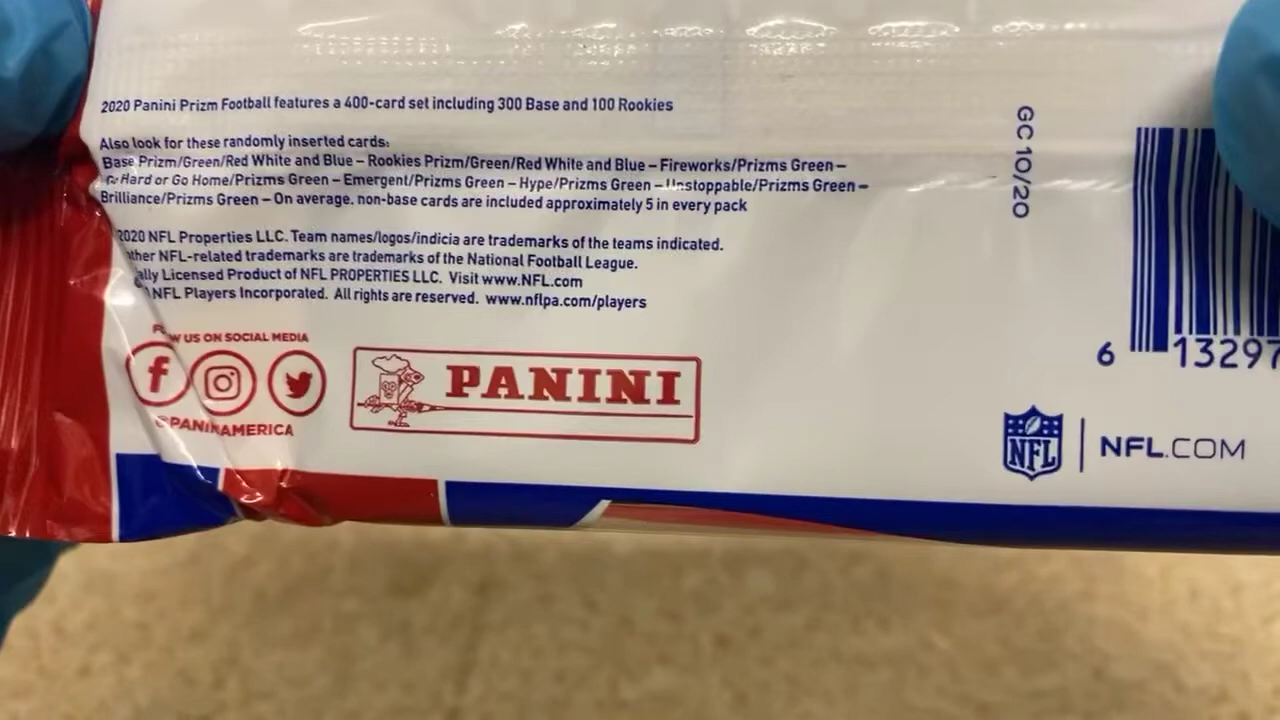 2020 Panini Prizm Football features a 400-card set including 300 Base and 100 Rookies
Also look for these randomly inserted cards:
Base Prizm/Green/Red White and Blue – Rookies Prizm/Green/Red White and Blue – Fireworks/Prizms Green –
Hard or Go Home/Prizms Green – Emergent/Prizms Green – Hype/Prizms Green – Unstoppable/Prizms Green –
Brilliance/Prizms Green – On average, non-base cards are included approximately 5 in every pack
2020 NFL Properties LLC. Team names/logos/indicia are trademarks of the teams indicated.
ther NFL-related trademarks are trademarks of the National Football League.
ally Licensed Product of NFL PROPERTIES LLC. Visit www.NFL.com
NFL Players Incorporated. All rights are reserved. www.nflpa.com/players
US ON SOCIAL MEDIA
@PANINIAMERICA
PANINI
GC 10/20
6 13297
NFL
NFL.COM